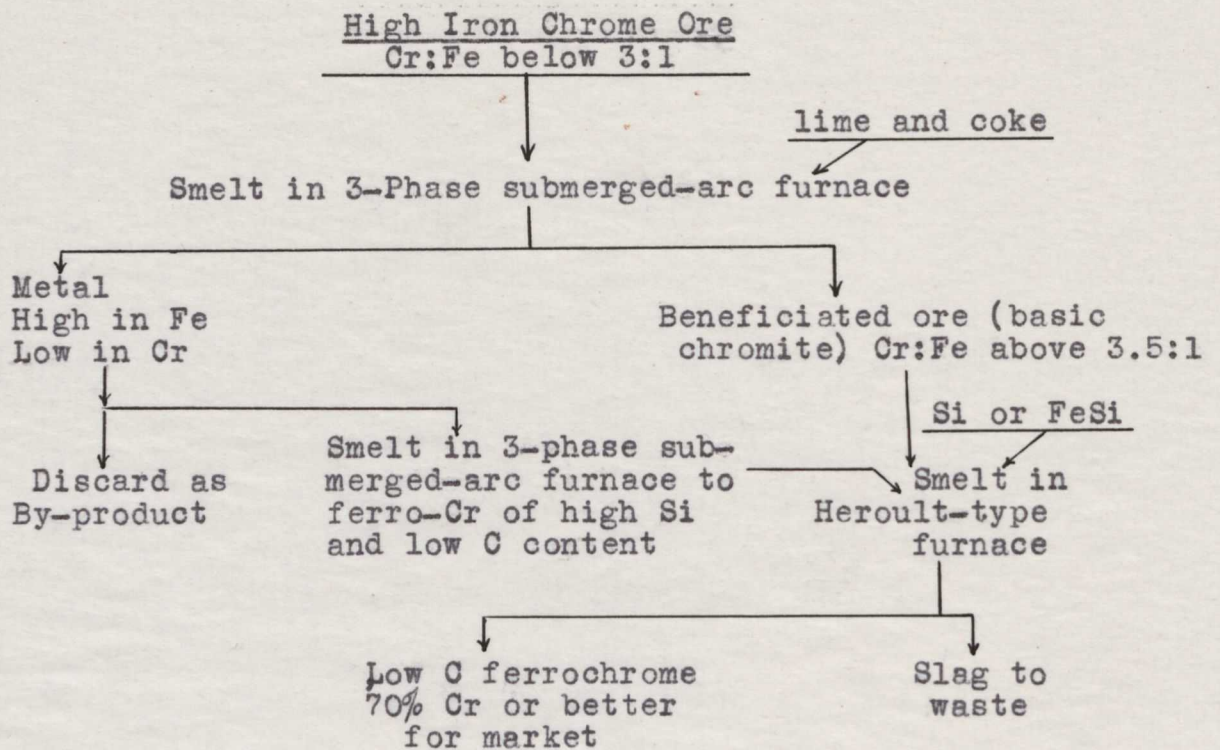 High Iron Chrome Ore
Cr:Fe below 3:1
lime and coke
Smelt in 3-Phase submerged-arc furnace
Metal
High in Fe
Low in Cr
Beneficiated ore (basic
chromite) Cr:Fe above 3.5:1
Si or FeSi
Discard as
By-product
Smelt in 3-phase sub-
merged-arc furnace to
ferro-Cr of high Si
and low C content
Smelt in
Heroult-type
furnace
Low C ferrochrome
70% Cr or better
for market
Slag to
waste